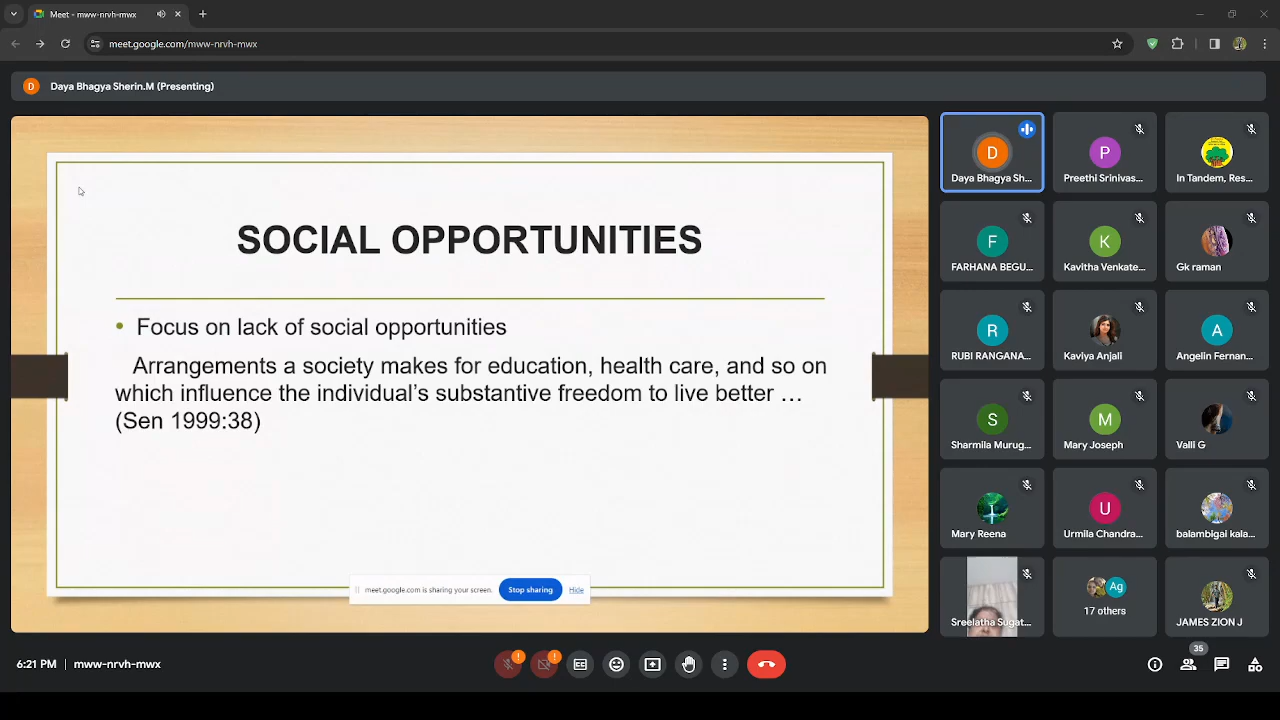 Meet - mww-nrvh-mwx
meet.google.com/mww-nrvh-mwx
D
Daya Bhagya Sherin.M (Presenting)
SOCIAL OPPORTUNITIES
• Focus on lack of social opportunities
Arrangements a society makes for education, health care, and so on
which influence the individual’s substantive freedom to live better …
(Sen 1999:38)
meet.google.com is sharing your screen.
Stop sharing
Hide
D
Daya Bhagya Sh...
P
Preethi Srinivas...
In Tandem, Res...
F
FARHANA BEGU...
K
Kavitha Venkate...
Gk raman
R
RUBI RANGANA...
Kaviya Anjali
A
Angelin Fernan...
S
Sharmila Murug...
M
Mary Joseph
Valli G
Mary Reena
U
Urmila Chandra...
balambigai kala...
Sreelatha Sugat...
Ag
17 others
JAMES ZION J
6:21 PM | mww-nrvh-mwx
35